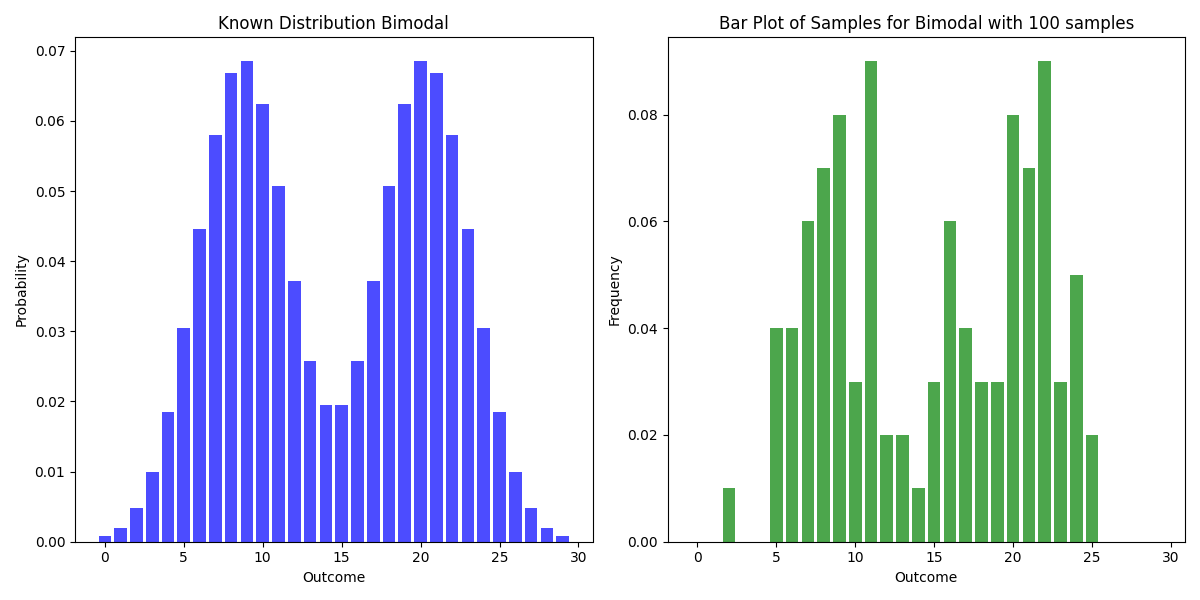 Known Distribution Bimodal
Probability
0.07
0.06
0.05
0.04
0.03
0.02
0.01
0.00
0 5 10 15 20 25 30
Outcome
Bar Plot of Samples for Bimodal with 100 samples
Frequency
0.08
0.06
0.04
0.02
0.00
0 5 10 15 20 25 30
Outcome